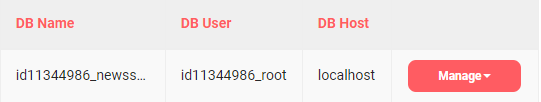 DB Name DB User DB Host
id11344986_newss... id11344986_root localhost Manage